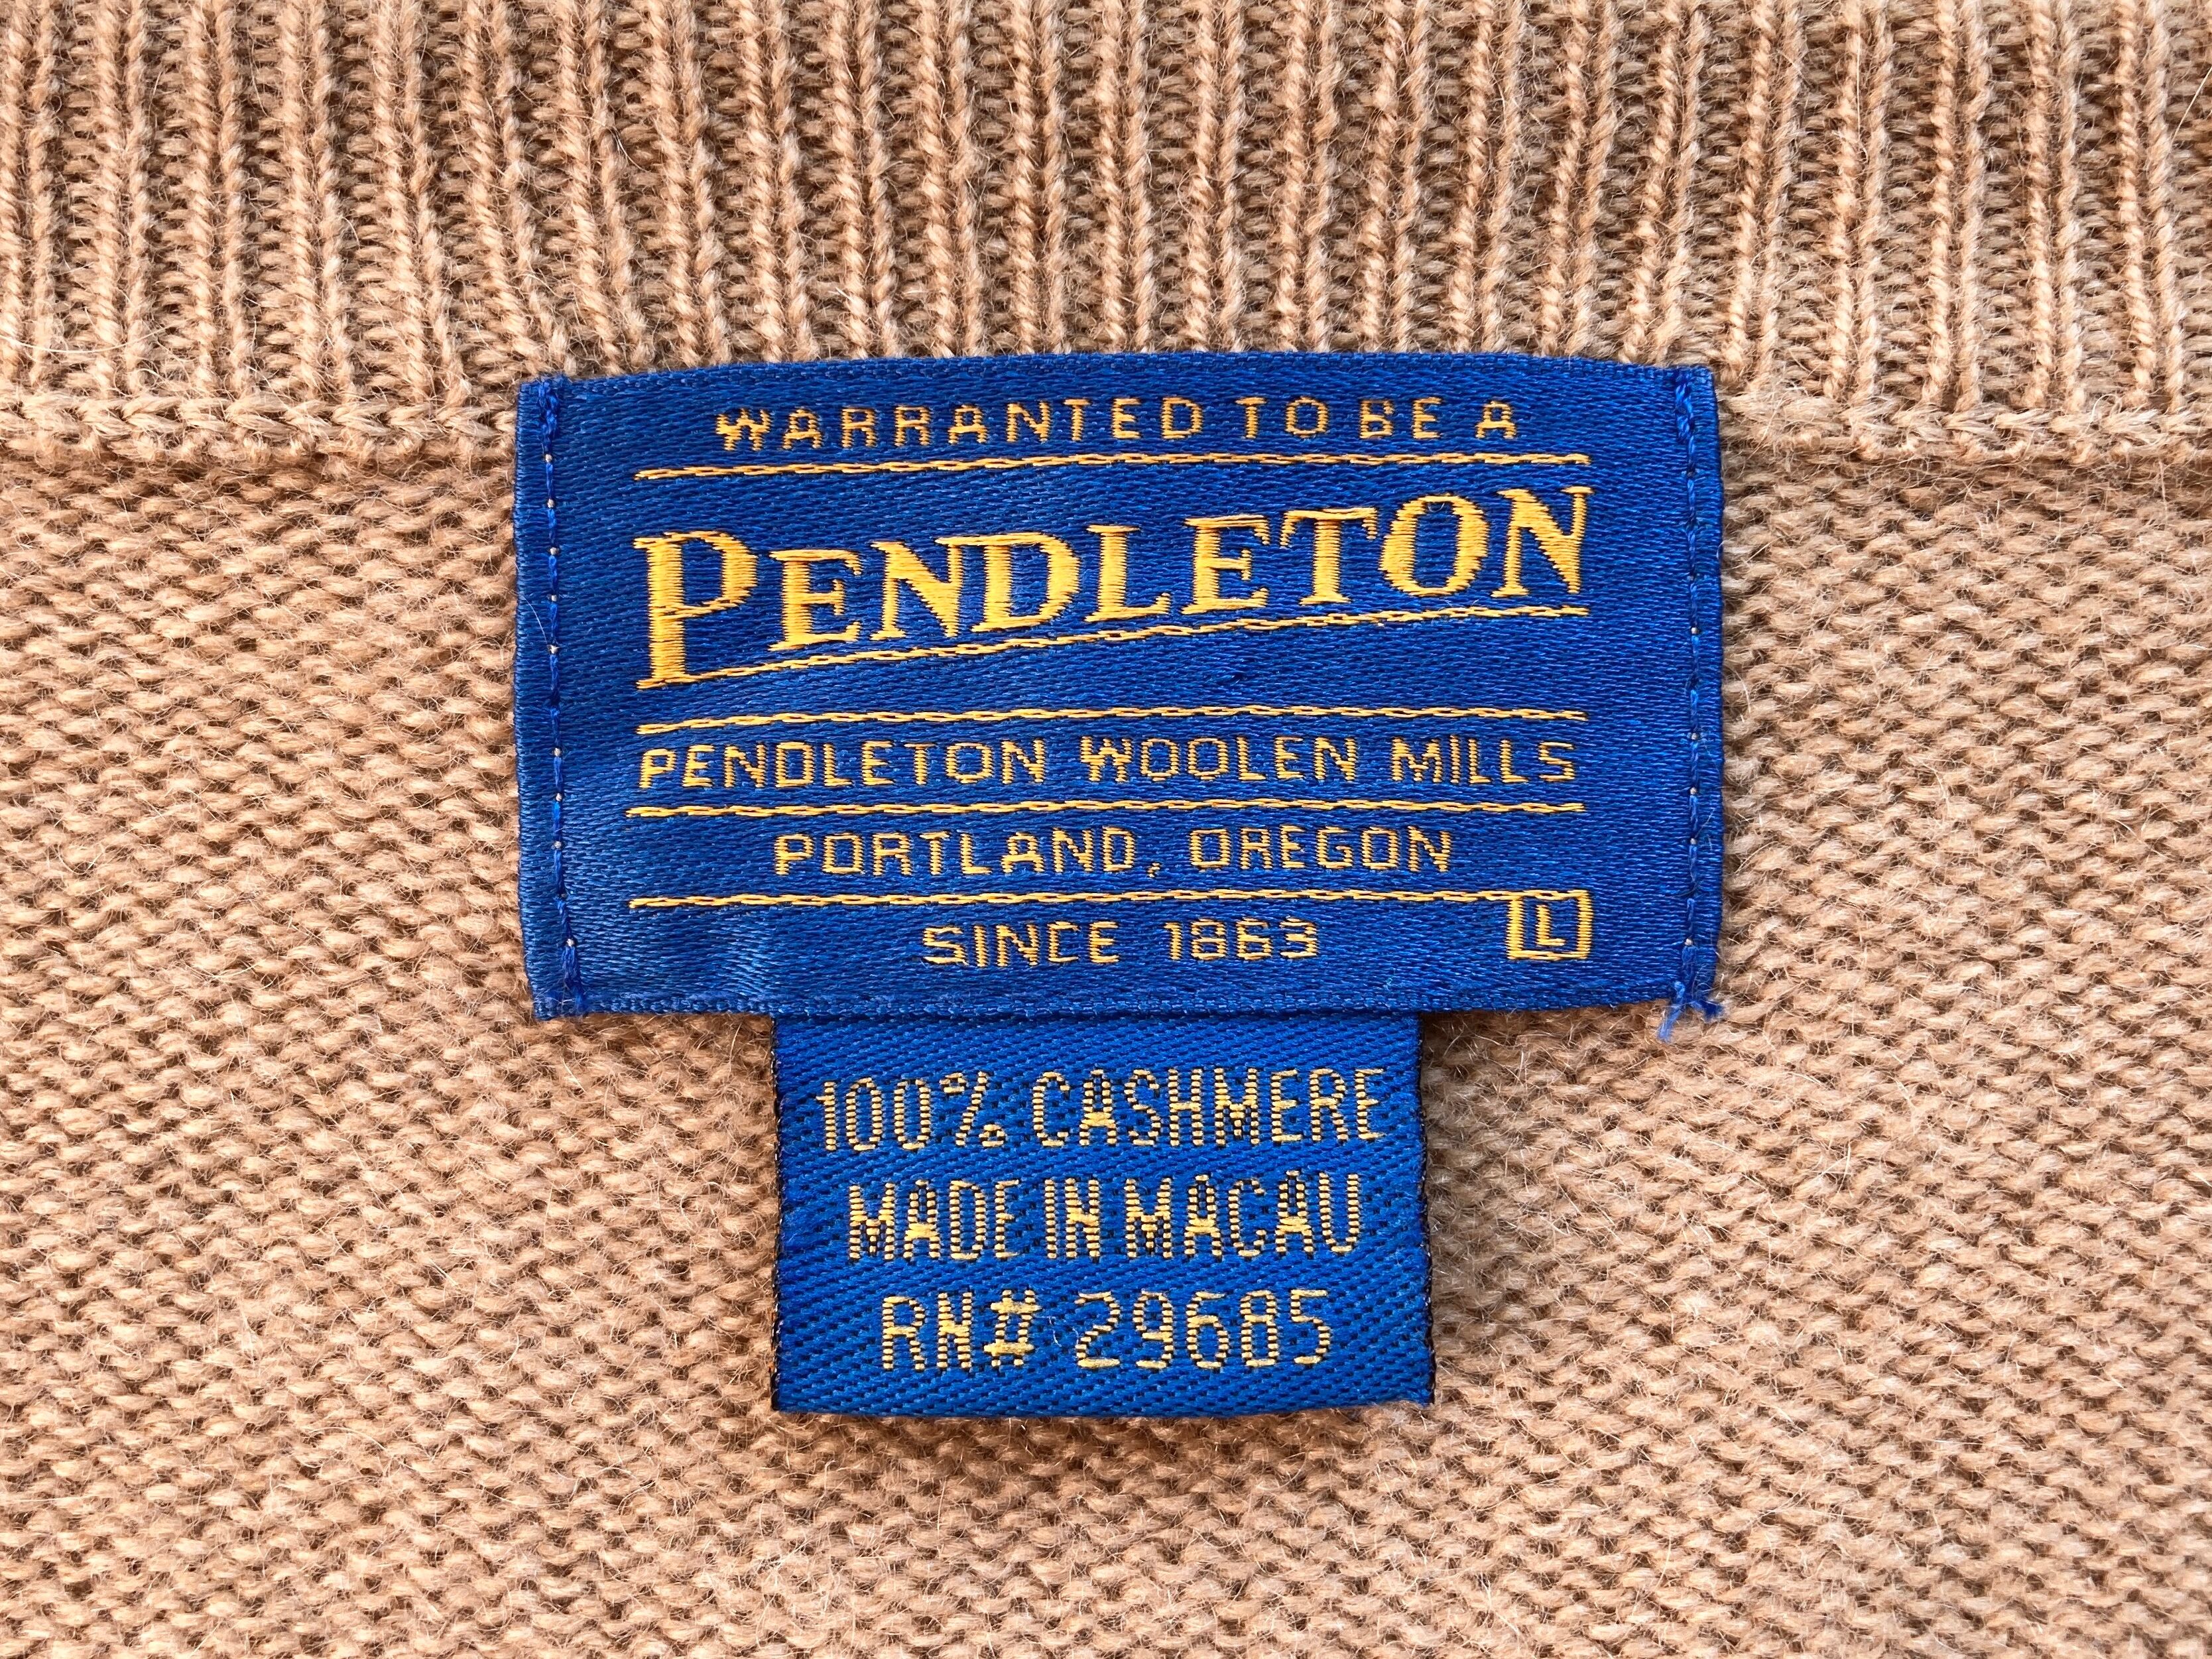 WARRANTED TO BE A
PENDLETON
PENDLETON WOOLEN MILLS
PORTLAND, OREGON
SINCE 1863
L
100% CASHMERE
MADE IN MACAU
RN# 29685